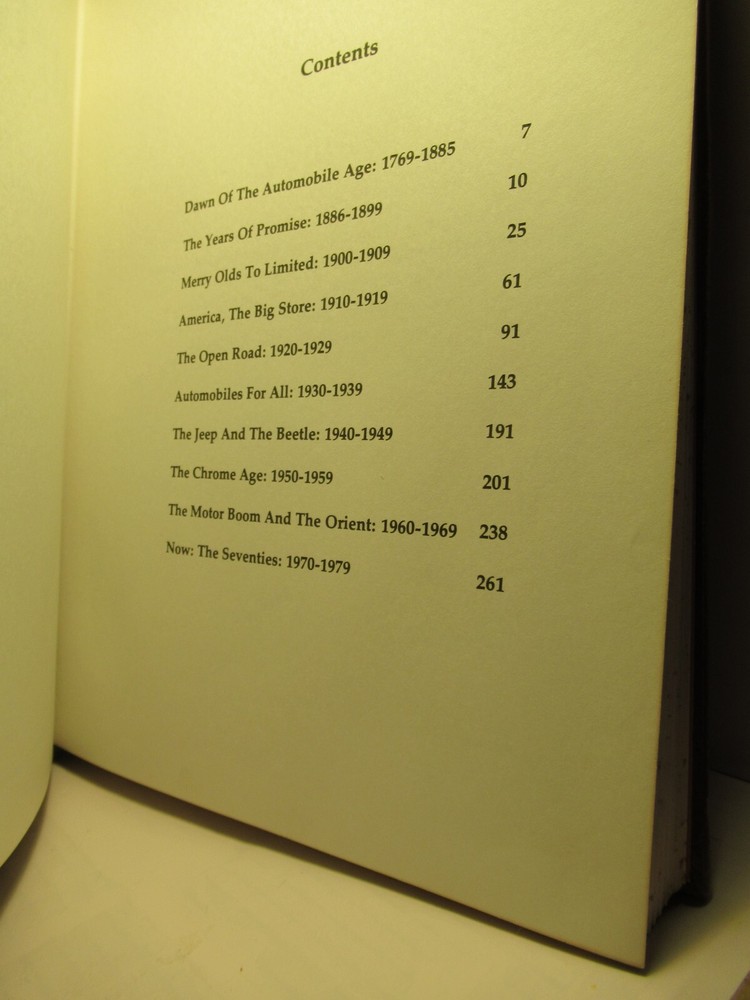 Contents
Dawn Of The Automobile Age: 1769-1885 7
The Years Of Promise: 1886-1899 10
Merry Olds To Limited: 1900-1909 25
America, The Big Store: 1910-1919 61
The Open Road: 1920-1929 91
Automobiles For All: 1930-1939 143
The Jeep And The Beetle: 1940-1949 191
The Chrome Age: 1950-1959 201
The Motor Boom And The Orient: 1960-1969 238
Now: The Seventies: 1970-1979 261